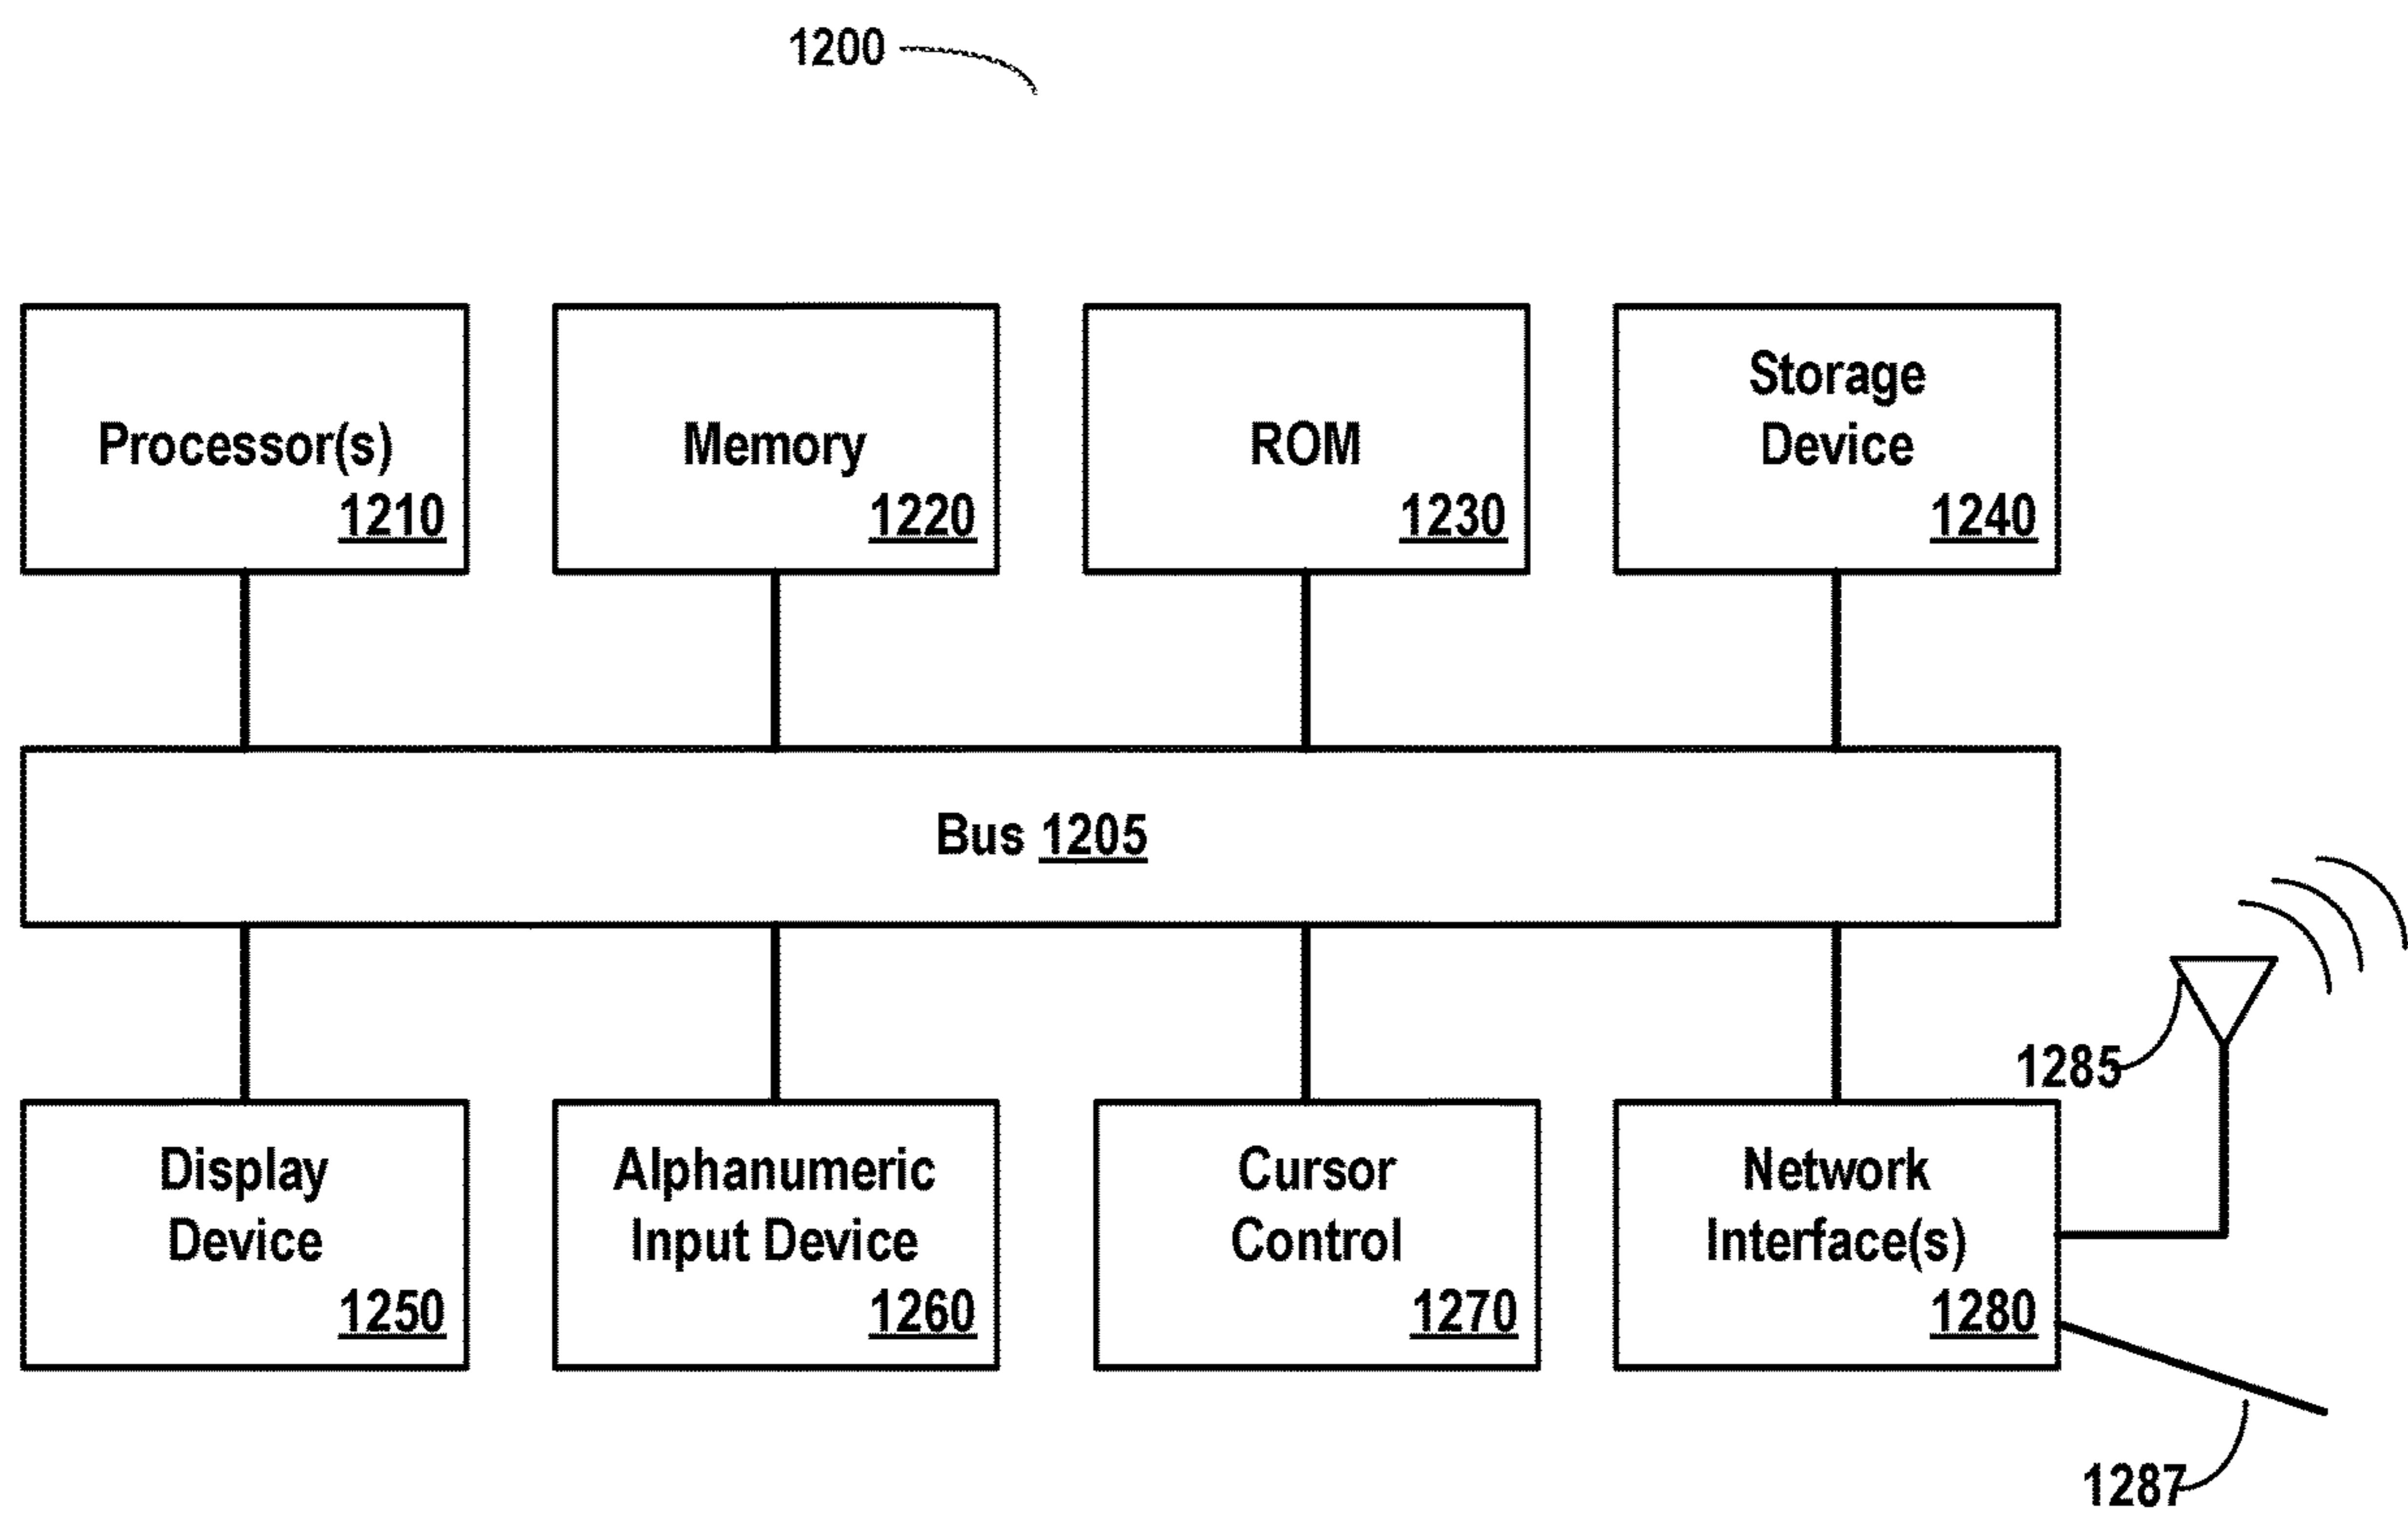 1200
Processor(s)
1210
Memory
1220
ROM
1230
Storage
Device
1240
Bus 1205
1285
Display
Device
1250
Alphanumeric
Input Device
1260
Cursor
Control
1270
Network
Interface(s)
1280
1287